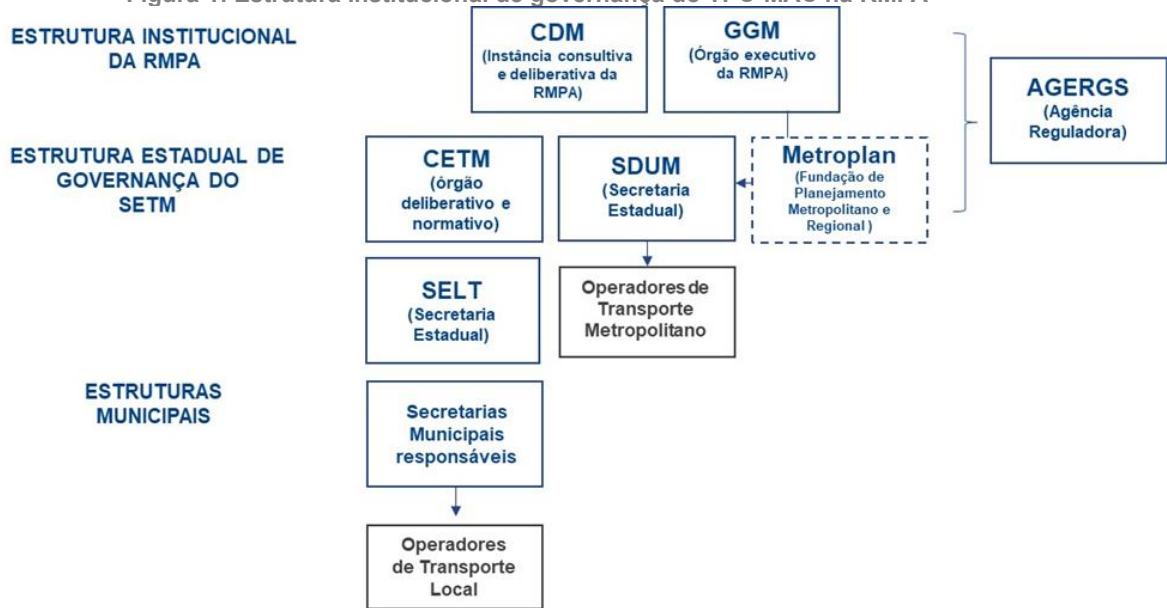 ESTRUTURA INSTITUCIONAL
DA RMPA
CDM
(Instância consultiva
e deliberativa da
RMPA)
GGM
(Órgão executivo
da RMPA)
AGERGS
(Agência
Reguladora)
ESTRUTURA ESTADUAL DE
GOVERNANÇA DO
SETM
CETM
(órgão
deliberativo e
normativo)
SDUM
(Secretaria
Estadual)
Metroplan
(Fundação de
Planejamento
Metropolitano e
Regional )
SELT
(Secretaria
Estadual)
Operadores de
Transporte
Metropolitano
ESTRUTURAS
MUNICIPAIS
Secretarias
Municipais
responsáveis
Operadores
de Transporte
Local